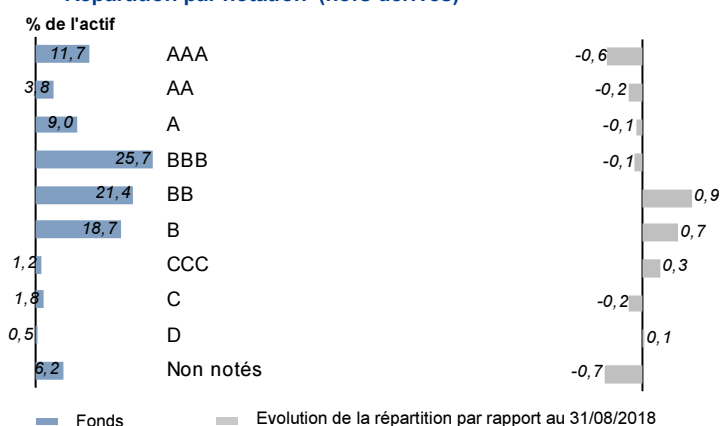 Répartition par notation (hors dérivés)
% de l'actif
11,7 AAA -0,6
3,8 AA -0,2
9,0 A -0,1
25,7 BBB -0,1
21,4 BB 0,9
18,7 B 0,7
1,2 CCC 0,3
1,8 C -0,2
0,5 D 0,1
6,2 Non notés -0,7
Fonds Evolution de la répartition par rapport au 31/08/2018